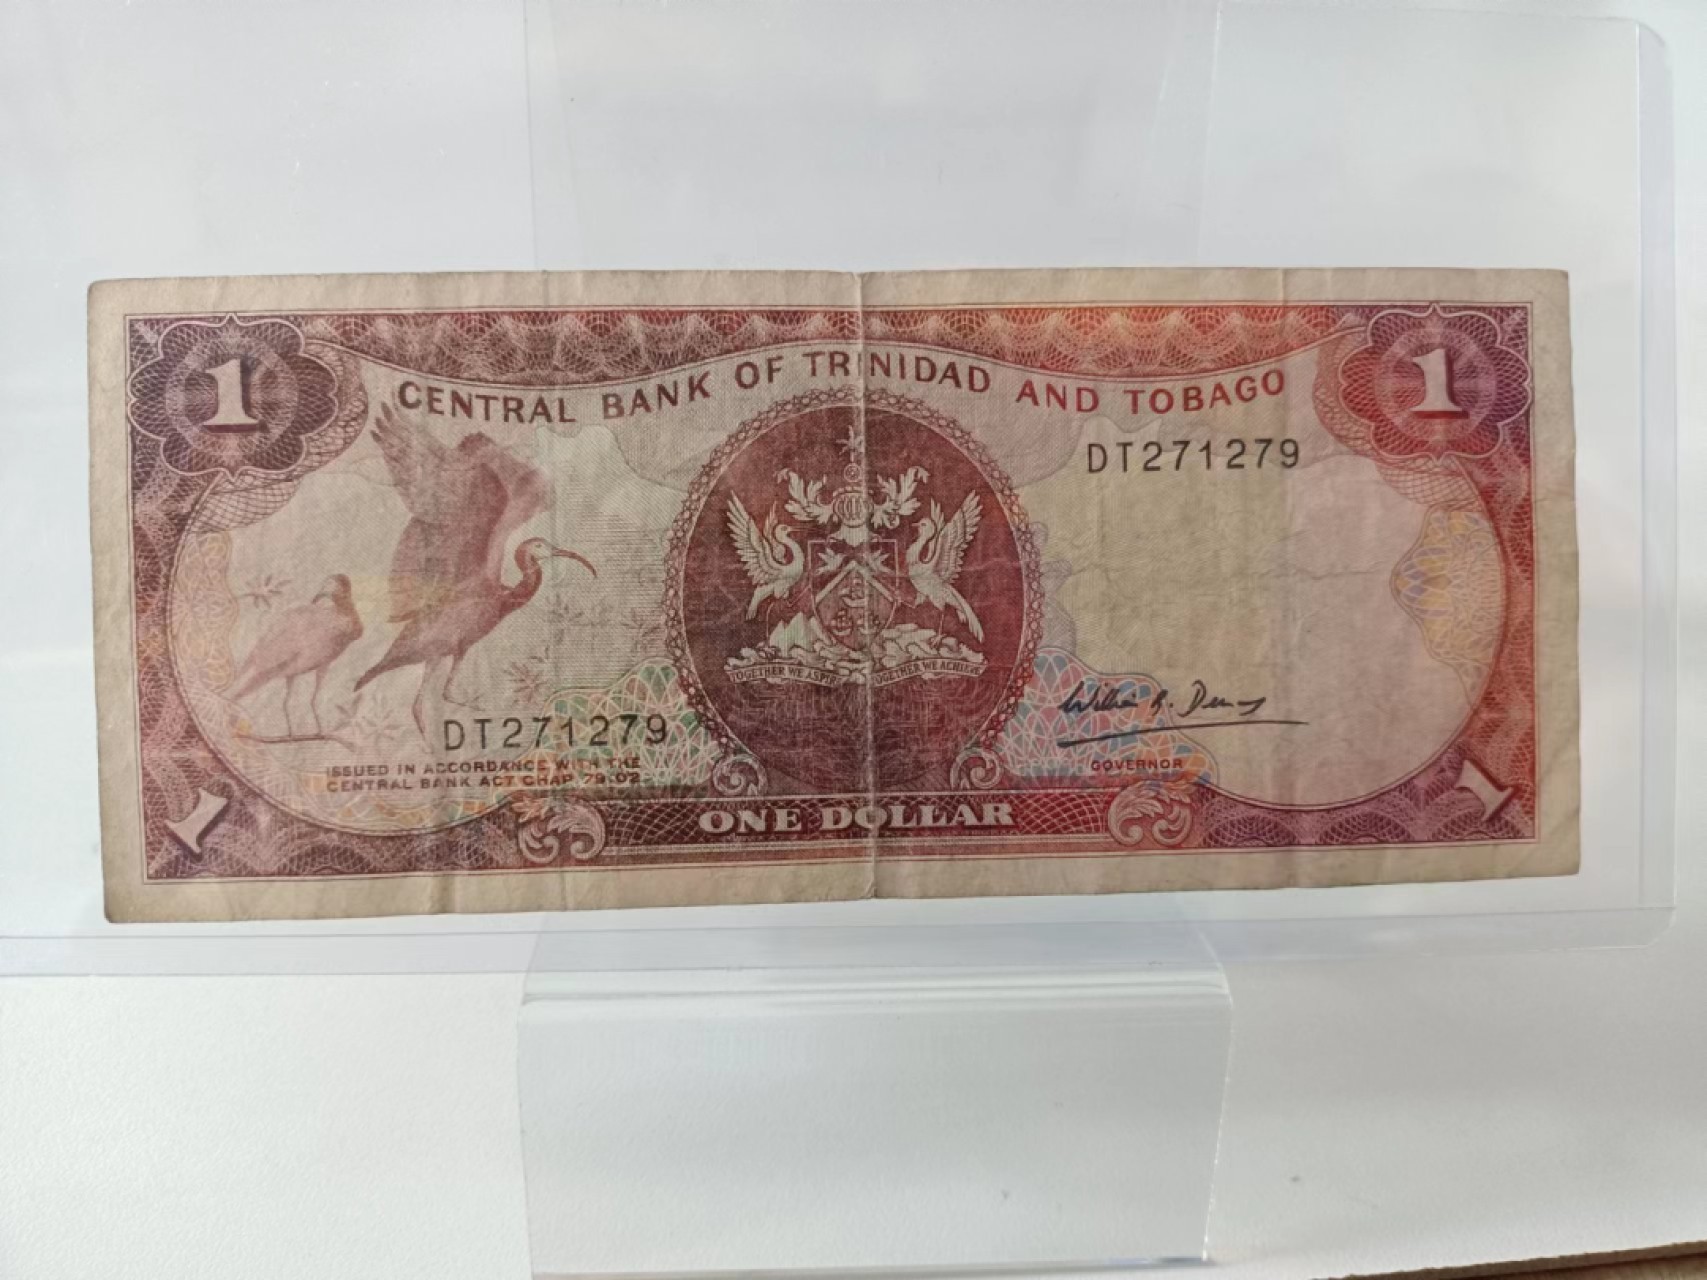 1
1
CENTRAL BANK OF TRINIDAD AND TOBAGO
DT271279
TOGETHER WE ASPIRE TOGETHER WE ACHIEVE
DT271279
GOVERNOR
ISSUED IN ACCORDANCE WITH THE
CENTRAL BANK ACT CHAP 79:02
1
ONE DOLLAR
1